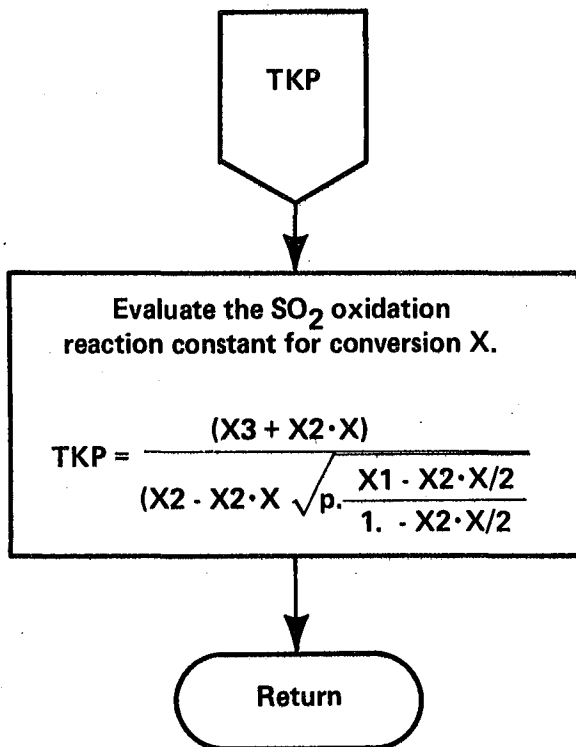 TKP
Evaluate the SO₂ oxidation
reaction constant for conversion X.
(X3 + X2·X)
TKP =
(X2 - X2·X √p. X1 - X2·X/2
1. - X2·X/2
Return